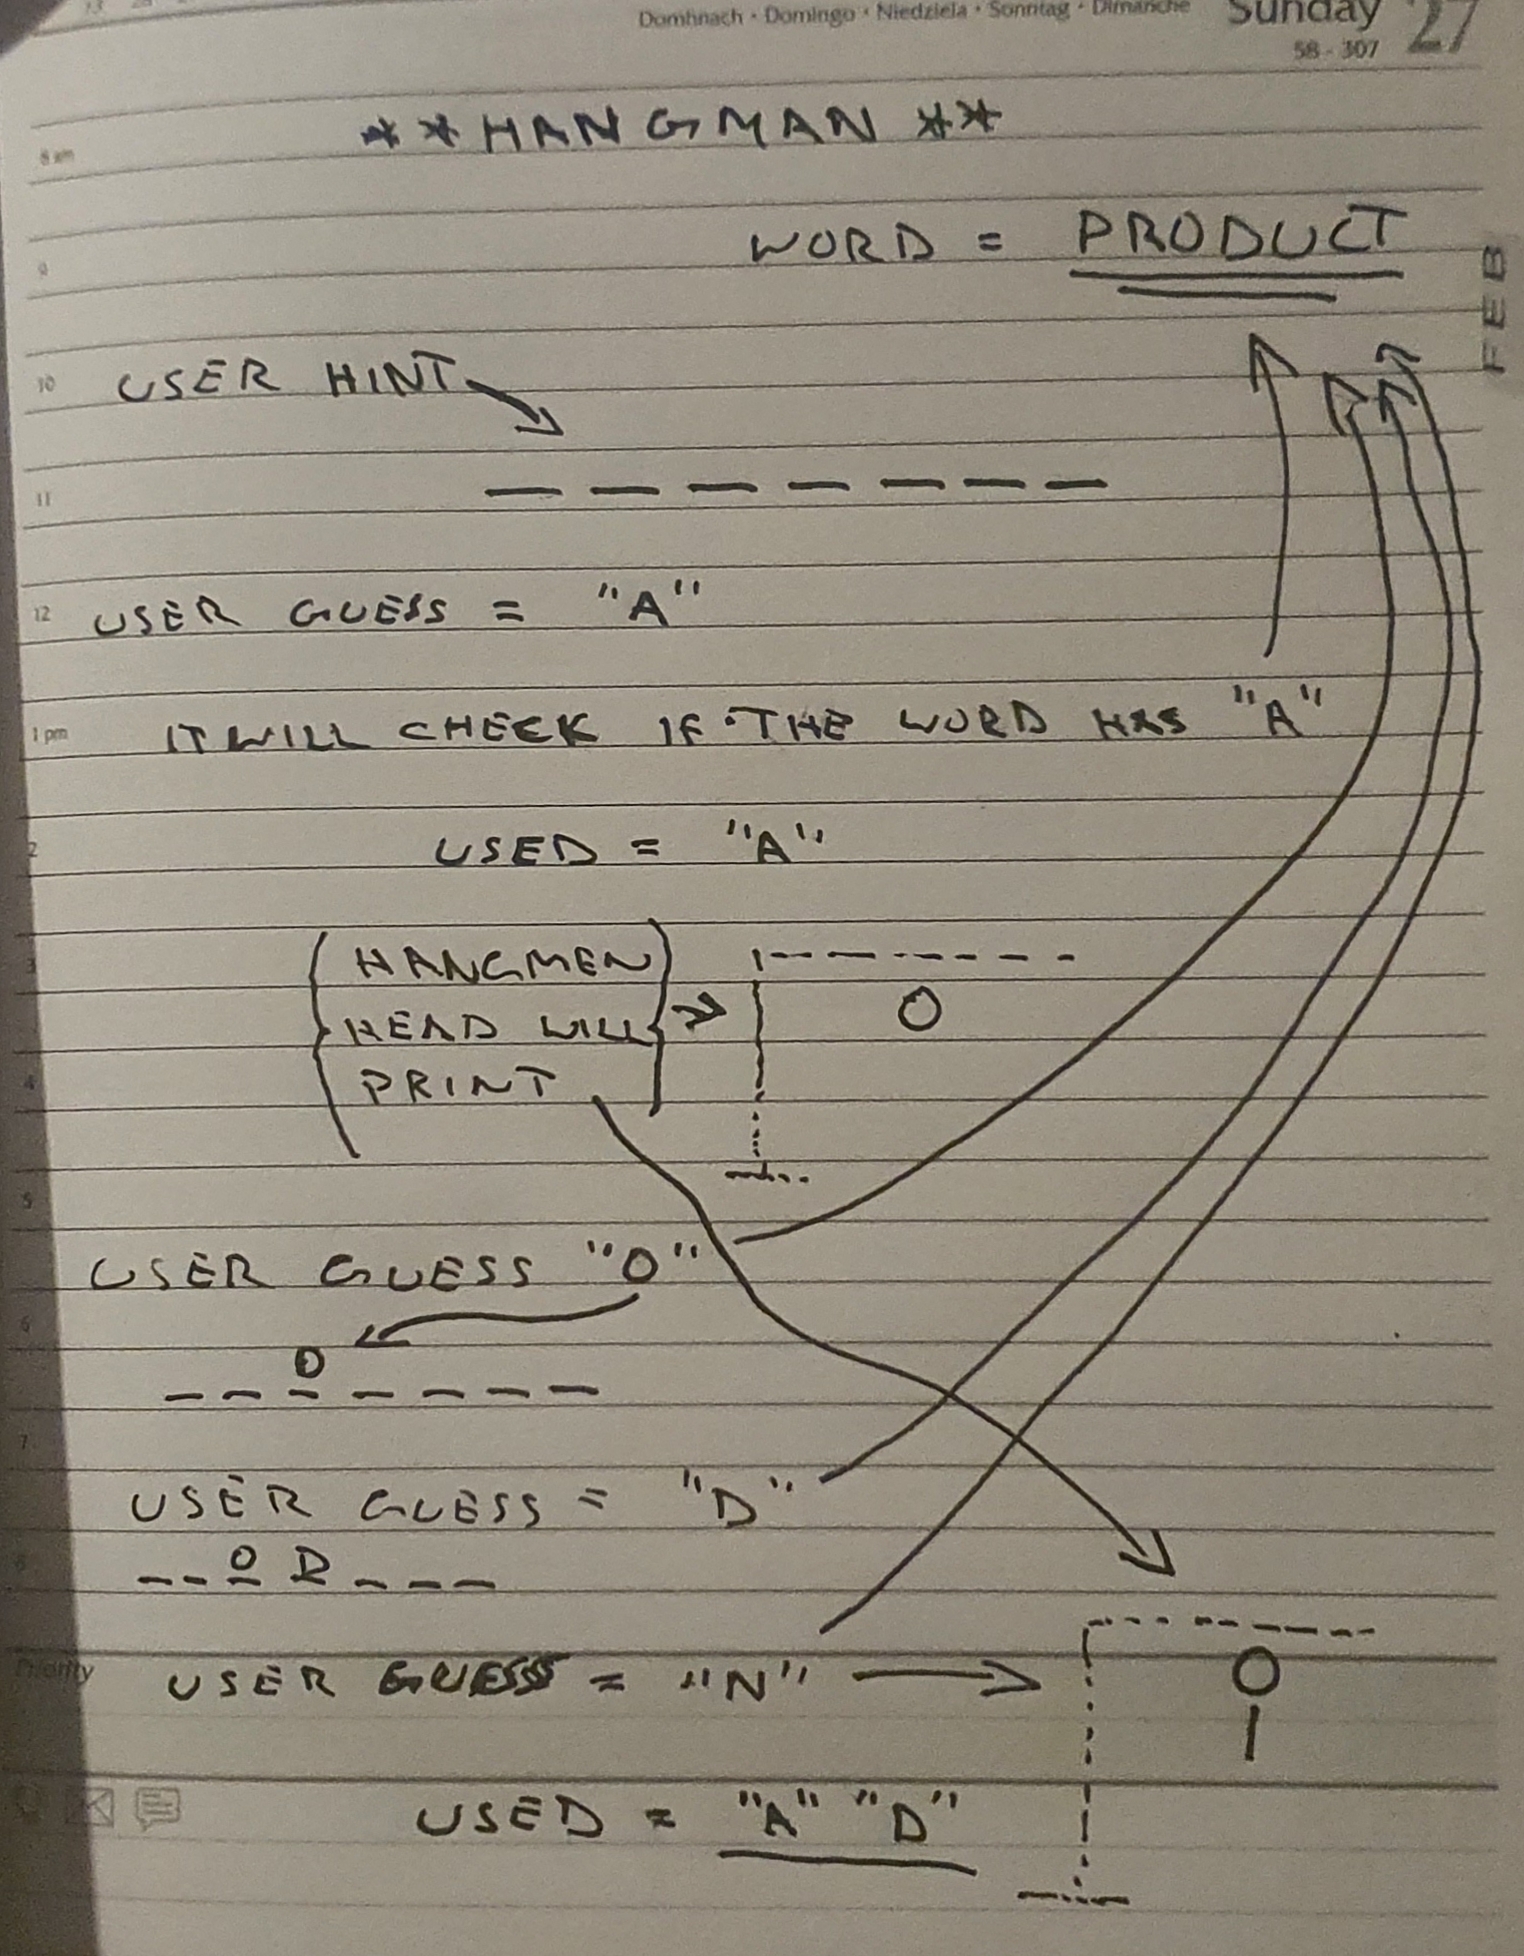 Domhnach • Domingo • Niedziela • Sonntag • Dimanche Sunday 27
58 - 307
**HANGMAN**
8 am
WORD = PRODUCT
9
FEB
10 USER HINT
11 _ _ _ _ _ _ _
12 USER GUESS = "A"
1 pm IT WILL CHECK IF THE WORD HAS "A"
2 USED = "A"
3 HANGMEN
HEAD WILL
4 PRINT
5
USER GUESS "O"
6
O
_ _ _ _ _ _ _
7
USER GUESS = "D"
8 _ _ O D _ _ _
Priority USER GUESS = "N"
USED = "A" "D"